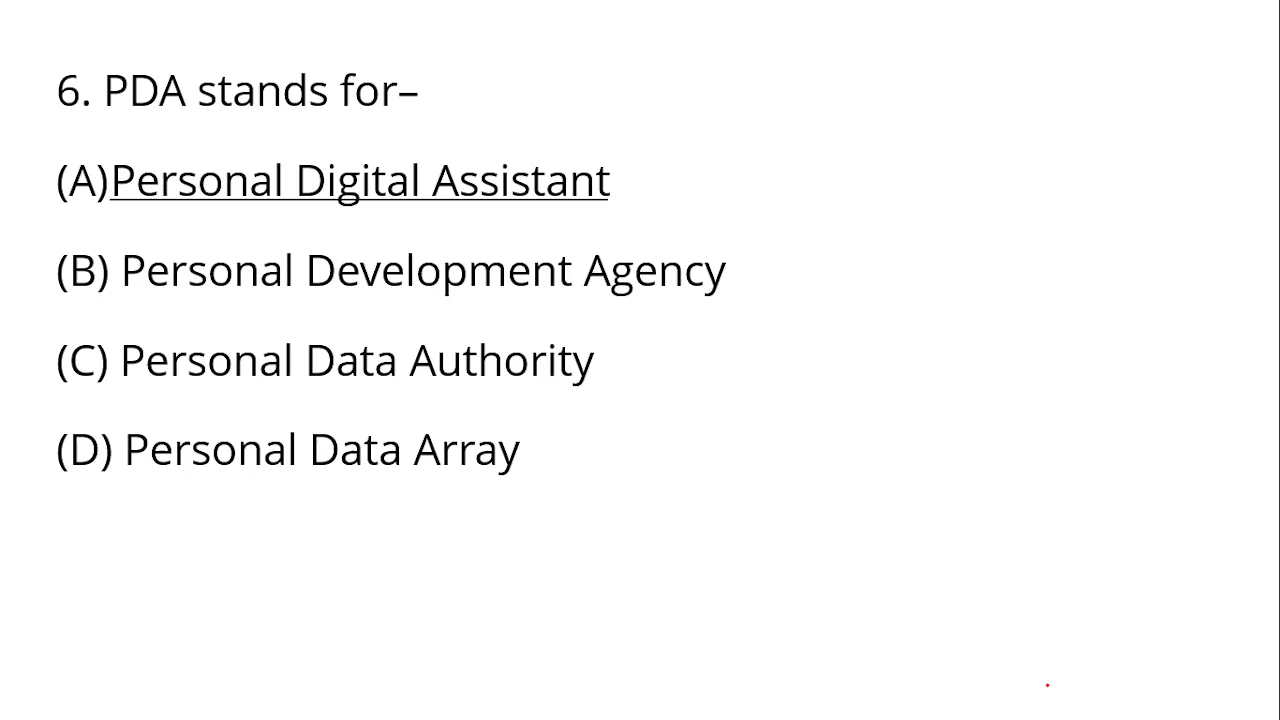 6. PDA stands for–
(A)Personal Digital Assistant
(B) Personal Development Agency
(C) Personal Data Authority
(D) Personal Data Array